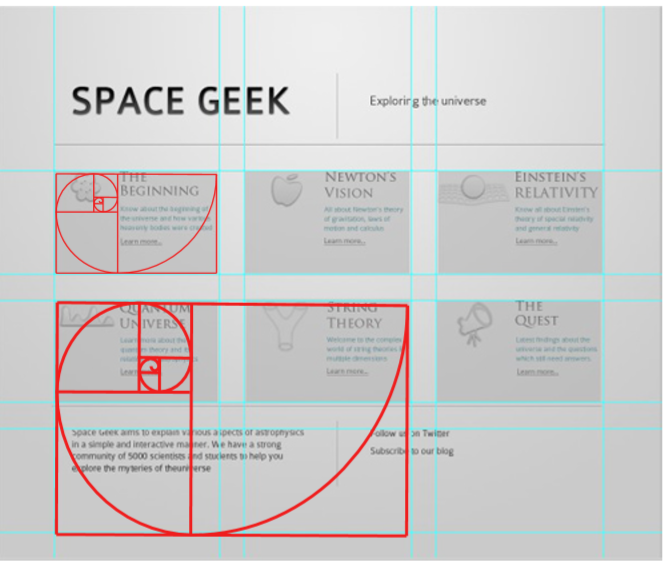 SPACE GEEK
Exploring the universe
THE
BEGINNING
Know about the beginning of
the universe and how various
heavenly bodies were created
Learn more...
NEWTON'S
VISION
All about Newton's theory
of gravitation, laws of
motion and calculus
Learn more...
EINSTEIN'S
RELATIVITY
Know all about Einstein's
theory of special relativity
and general relativity
Learn more...
QUANTUM
UNIVERSE
Learn more about the
quantum theory and its
STRING
THEORY
Welcome to the complex
world of string theories
multiple dimensions
Learn more...
THE
QUEST
Latest findings about the
universe and the questions
which still need answers
Learn more...
Space Geek aims to explain various aspects of astrophysics
in a simple and interactive manner. We have a strong
community of 5000 scientists and students to help you
explore the myteries of theuniverse
Follow us on Twitter
Subscribe to our blog